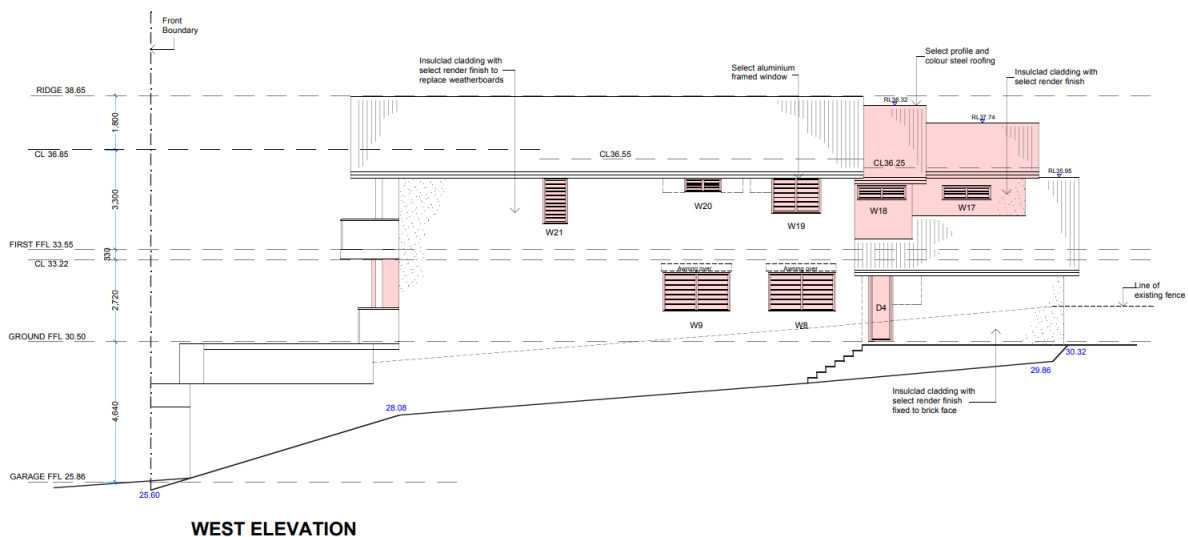 Front
Boundary
Insulclad cladding with
select render finish to
replace weatherboards
Select aluminium
framed window
Select profile and
colour steel roofing
Insulclad cladding with
select render finish
RIDGE 38.65
RL38.32
RL37.74
1,800
CL 36.85
CL36.55
CL36.25
RL35.95
3,300
W21
W20
W19
W18
W17
FIRST FFL 33.55
330
CL 33.22
Awning over
Awning over
2,720
W9
W8
D4
Line of
existing fence
GROUND FFL 30.50
30.32
29.86
4,640
28.08
Insulclad cladding with
select render finish
fixed to brick face
GARAGE FFL 25.86
25.60
WEST ELEVATION